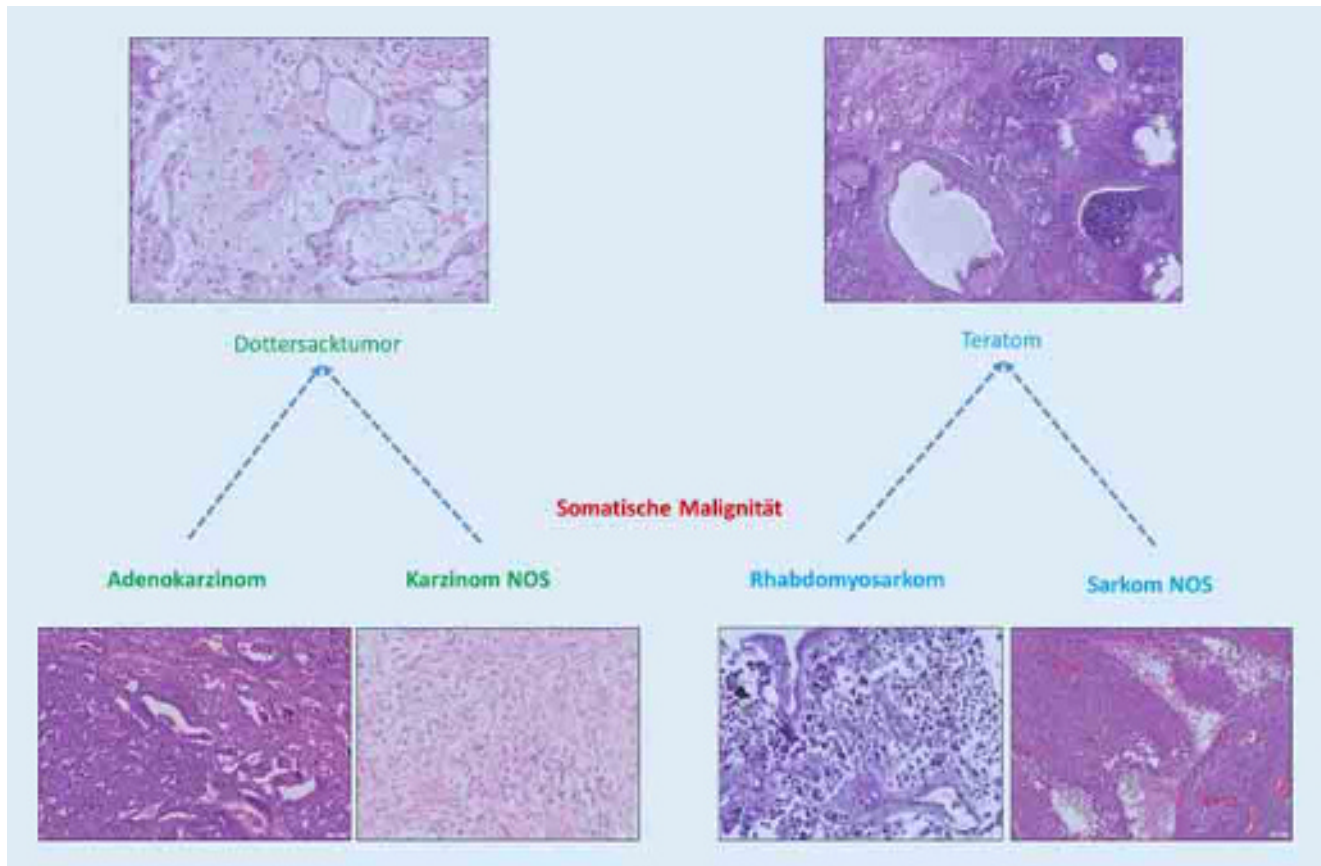 Dottersacktumor
Teratom
Somatische Malignität
Adenokarzinom
Karzinom NOS
Rhabdomyosarkom
Sarkom NOS